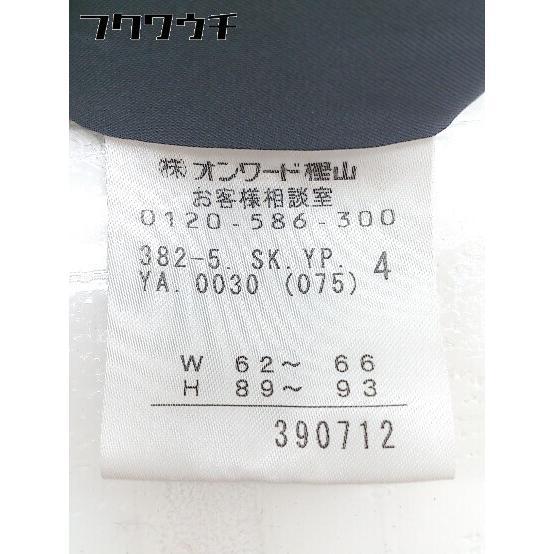 フクワウチ
㈱オンワード樫山
お客様相談室
0120-586-300
382-5. SK.YP. 4
YA.0030 (075)
W 62～ 66
H 89～ 93
390712